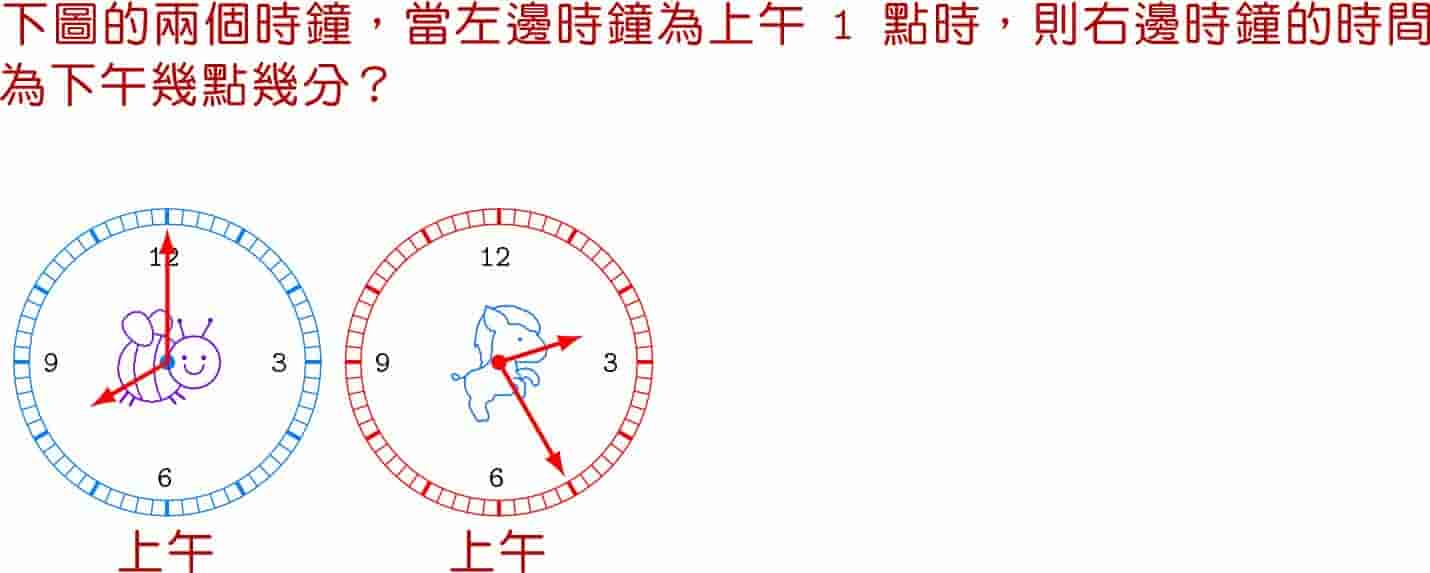 下圖的兩個時鐘，當左邊時鐘為上午 1 點時，則右邊時鐘的時間
為下午幾點幾分？
12 12
9 3 9 3
6 6
上午 上午